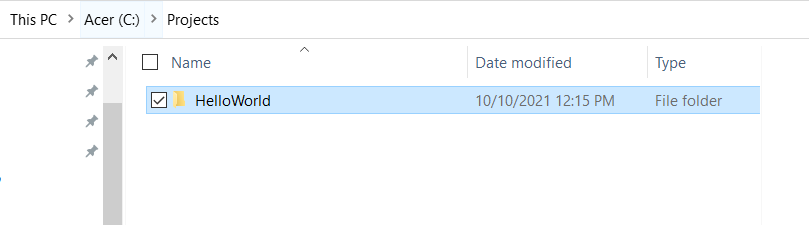 This PC > Acer (C:) > Projects
Name Date modified Type
HelloWorld 10/10/2021 12:15 PM File folder